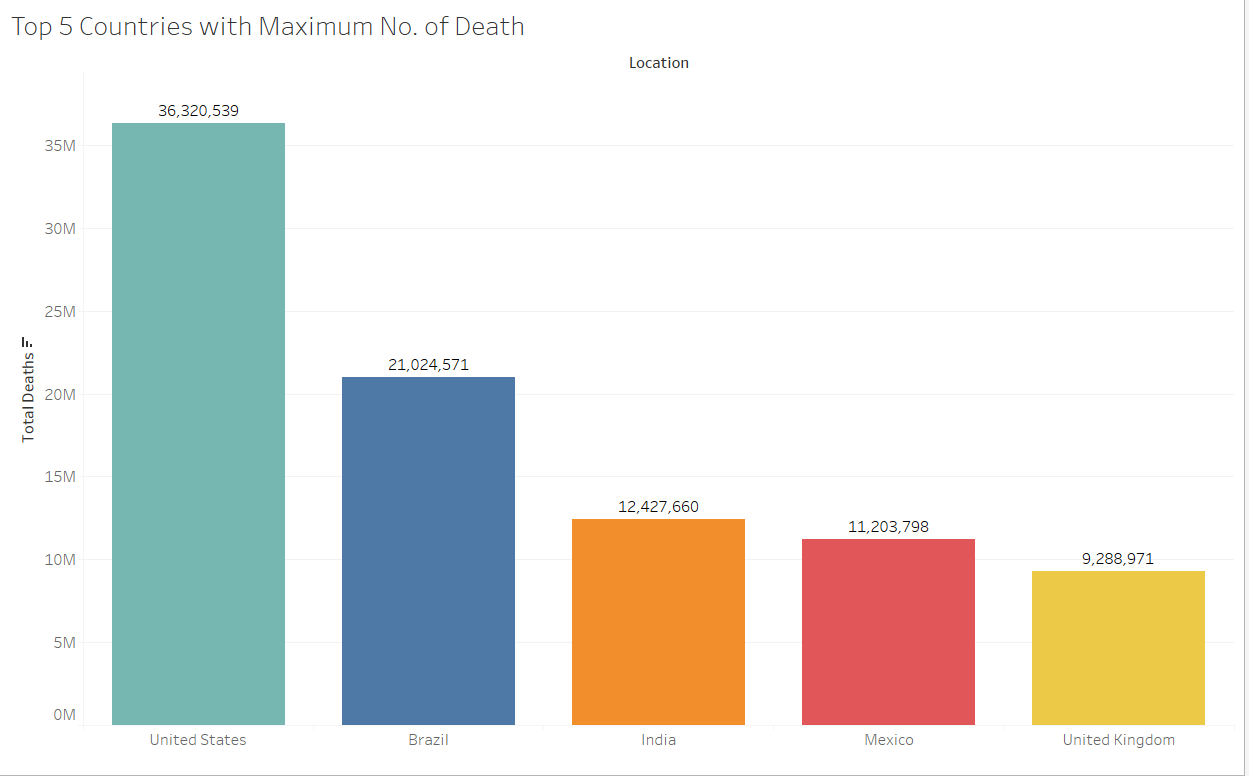 Top 5 Countries with Maximum No. of Death
Location
Total Deaths
36,320,539
21,024,571
12,427,660
11,203,798
9,288,971
35M
30M
25M
20M
15M
10M
5M
0M
United States
Brazil
India
Mexico
United Kingdom